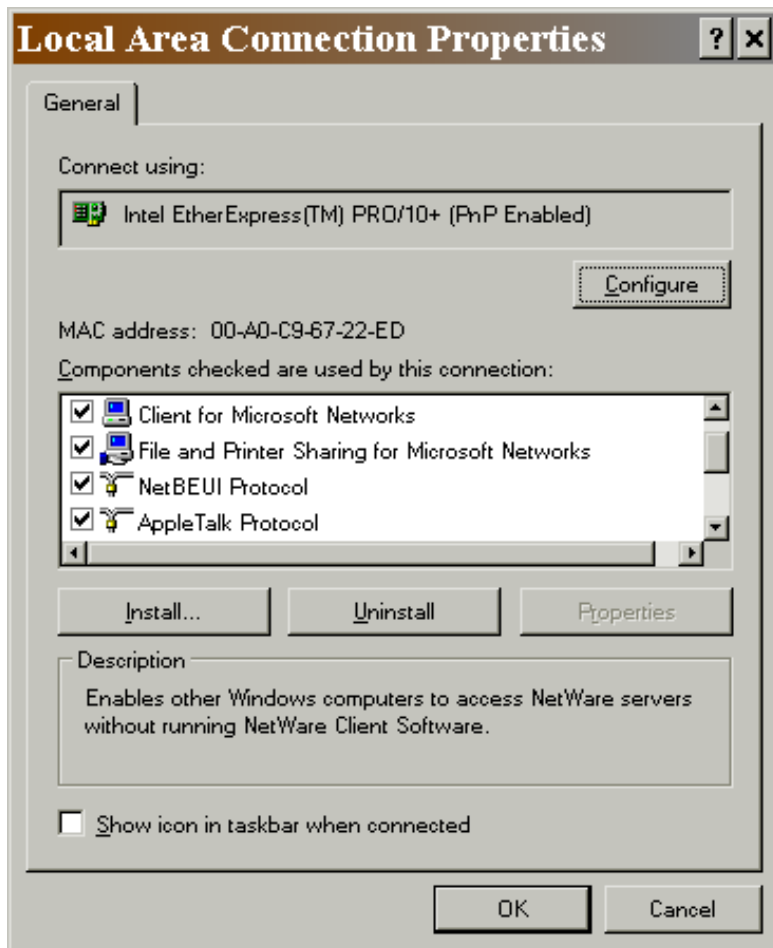 Local Area Connection Properties
General
Connect using:
Intel EtherExpress(TM) PRO/10+ (PnP Enabled)
Configure
MAC address: 00-A0-C9-67-22-ED
Components checked are used by this connection:
Client for Microsoft Networks
File and Printer Sharing for Microsoft Networks
NetBEUI Protocol
AppleTalk Protocol
Install... Uninstall Properties
Description
Enables other Windows computers to access NetWare servers
without running NetWare Client Software.
Show icon in taskbar when connected
OK Cancel